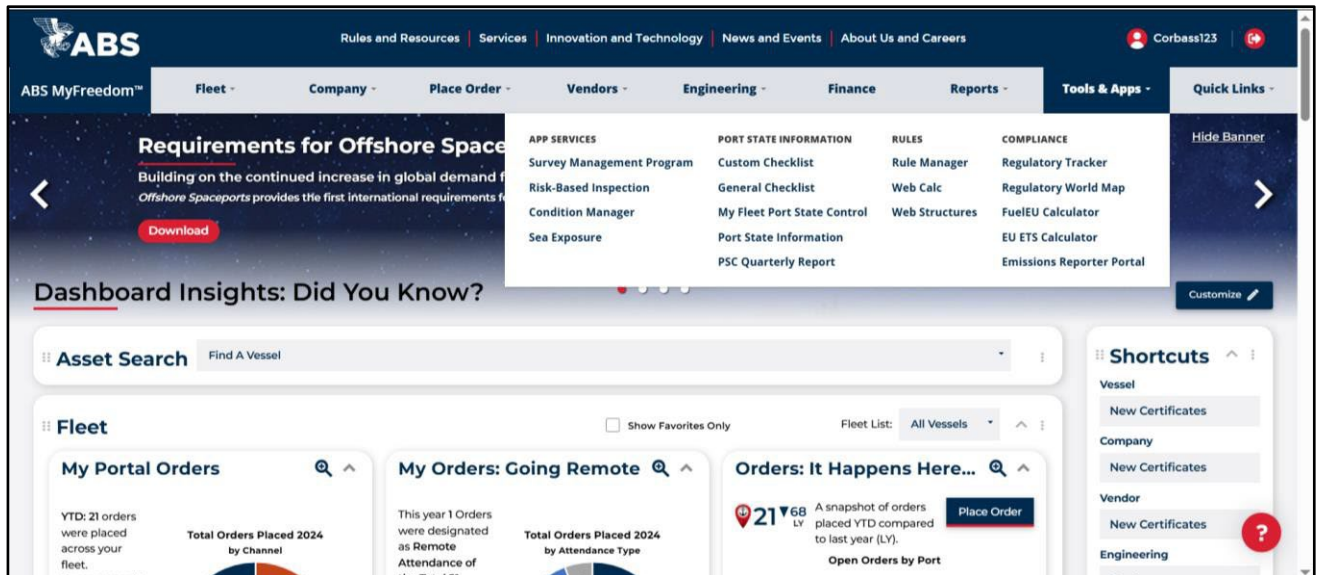 ABS
Rules and Resources | Services | Innovation and Technology | News and Events | About Us and Careers
Corbass123
ABS MyFreedom™
Fleet
Company
Place Order
Vendors
Engineering
Finance
Reports
Tools & Apps
Quick Links
APP SERVICES
Survey Management Program
Risk-Based Inspection
Condition Manager
Sea Exposure
PORT STATE INFORMATION
Custom Checklist
General Checklist
My Fleet Port State Control
Port State Information
PSC Quarterly Report
RULES
Rule Manager
Web Calc
Web Structures
COMPLIANCE
Regulatory Tracker
Regulatory World Map
FuelEU Calculator
EU ETS Calculator
Emissions Reporter Portal
Hide Banner
Requirements for Offshore Space
Building on the continued increase in global demand f
Offshore Spaceports provides the first international requirements f
Download
Dashboard Insights: Did You Know?
Customize
Asset Search
Find A Vessel
Fleet
Show Favorites Only
Fleet List:
All Vessels
My Portal Orders
YTD: 21 orders
were placed
across your
fleet.
Total Orders Placed 2024
by Channel
My Orders: Going Remote
This year 1 Orders
were designated
as Remote
Attendance of
Total Orders Placed 2024
by Attendance Type
Orders: It Happens Here...
21 ▼68
LY
A snapshot of orders
placed YTD compared
to last year (LY).
Place Order
Open Orders by Port
Shortcuts
Vessel
New Certificates
Company
New Certificates
Vendor
New Certificates
Engineering
?